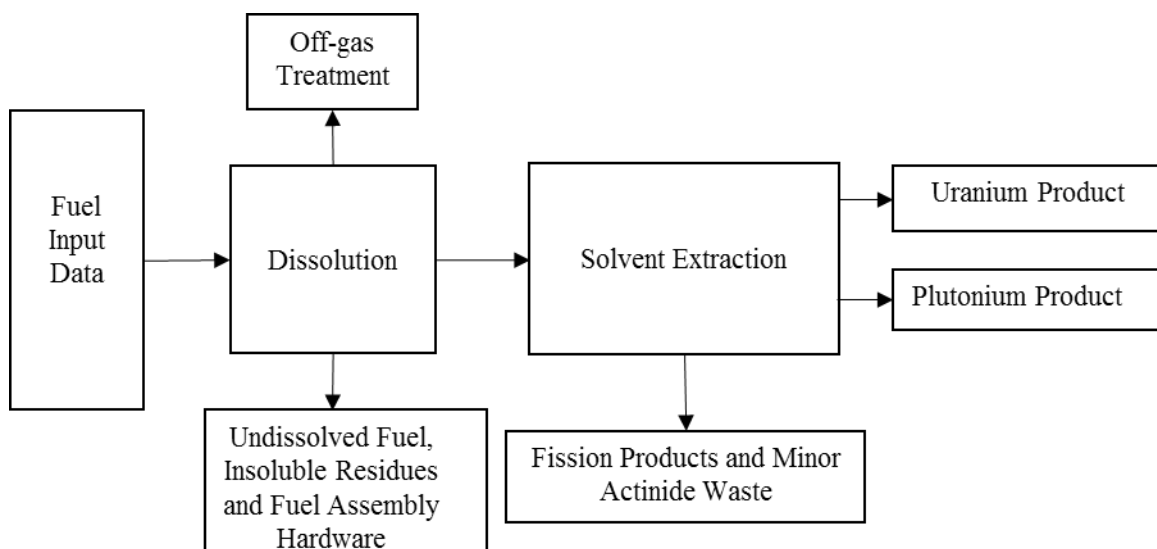 Off-gas
Treatment
Fuel
Input
Data
Dissolution
Solvent Extraction
Uranium Product
Plutonium Product
Undissolved Fuel,
Insoluble Residues
and Fuel Assembly
Hardware
Fission Products and Minor
Actinide Waste